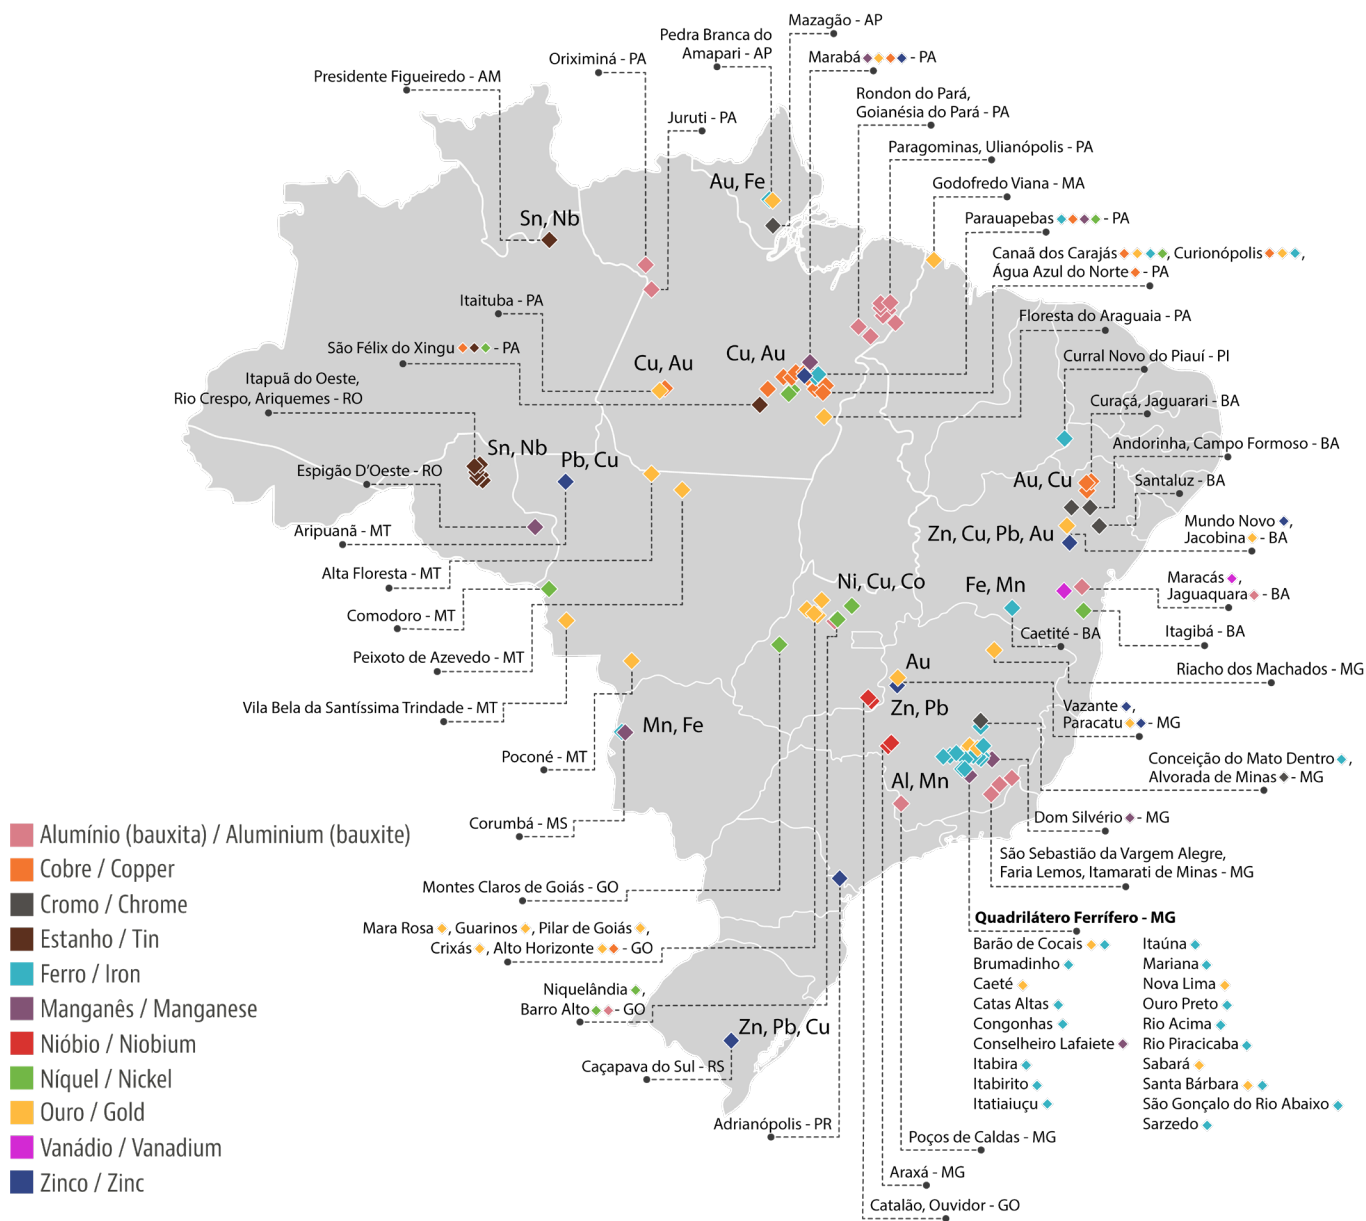 Mazagão - AP
Pedra Branca do
Amapari - AP
Oriximiná - PA
Marabá - PA
Presidente Figueiredo - AM
Rondon do Pará,
Goianésia do Pará - PA
Juruti - PA
Paragominas, Ulianópolis - PA
Au, Fe
Godofredo Viana - MA
Sn, Nb
Parauapebas - PA
Canaã dos Carajás , Curionópolis ,
Água Azul do Norte - PA
Itaituba - PA
Floresta do Araguaia - PA
São Félix do Xingu - PA
Cu, Au
Cu, Au
Curral Novo do Piauí - PI
Itapuã do Oeste,
Rio Crespo, Ariquemes - RO
Curaçá, Jaguarari - BA
Andorinha, Campo Formoso - BA
Sn, Nb
Pb, Cu
Espigão D'Oeste - RO
Au, Cu
Santaluz - BA
Aripuanã - MT
Zn, Cu, Pb, Au
Mundo Novo ,
Jacobina - BA
Alta Floresta - MT
Ni, Cu, Co
Fe, Mn
Maracás ,
Jaguaquara - BA
Comodoro - MT
Caetité - BA
Itagibá - BA
Peixoto de Azevedo - MT
Au
Riacho dos Machados - MG
Vila Bela da Santíssima Trindade - MT
Zn, Pb
Vazante ,
Paracatu - MG
Mn, Fe
Poconé - MT
Conceição do Mato Dentro ,
Alvorada de Minas - MG
Al, Mn
Corumbá - MS
Dom Silvério - MG
Alumínio (bauxita) / Aluminium (bauxite)
Cobre / Copper
Cromo / Chrome
Estanho / Tin
Ferro / Iron
Manganês / Manganese
Nióbio / Niobium
Níquel / Nickel
Ouro / Gold
Vanádio / Vanadium
Zinco / Zinc
São Sebastião da Vargem Alegre,
Faria Lemos, Itamarati de Minas - MG
Montes Claros de Goiás - GO
Mara Rosa , Guarinos , Pilar de Goiás ,
Crixás , Alto Horizonte - GO
Niquelândia ,
Barro Alto - GO
Zn, Pb, Cu
Caçapava do Sul - RS
Adrianópolis - PR
Quadrilátero Ferrífero - MG
Barão de Cocais
Brumadinho
Caeté
Catas Altas
Congonhas
Conselheiro Lafaiete
Itabira
Itabirito
Itatiaiuçu
Itaúna
Mariana
Nova Lima
Ouro Preto
Rio Acima
Rio Piracicaba
Sabará
Santa Bárbara
São Gonçalo do Rio Abaixo
Sarzedo
Poços de Caldas - MG
Araxá - MG
Catalão, Ouvidor - GO